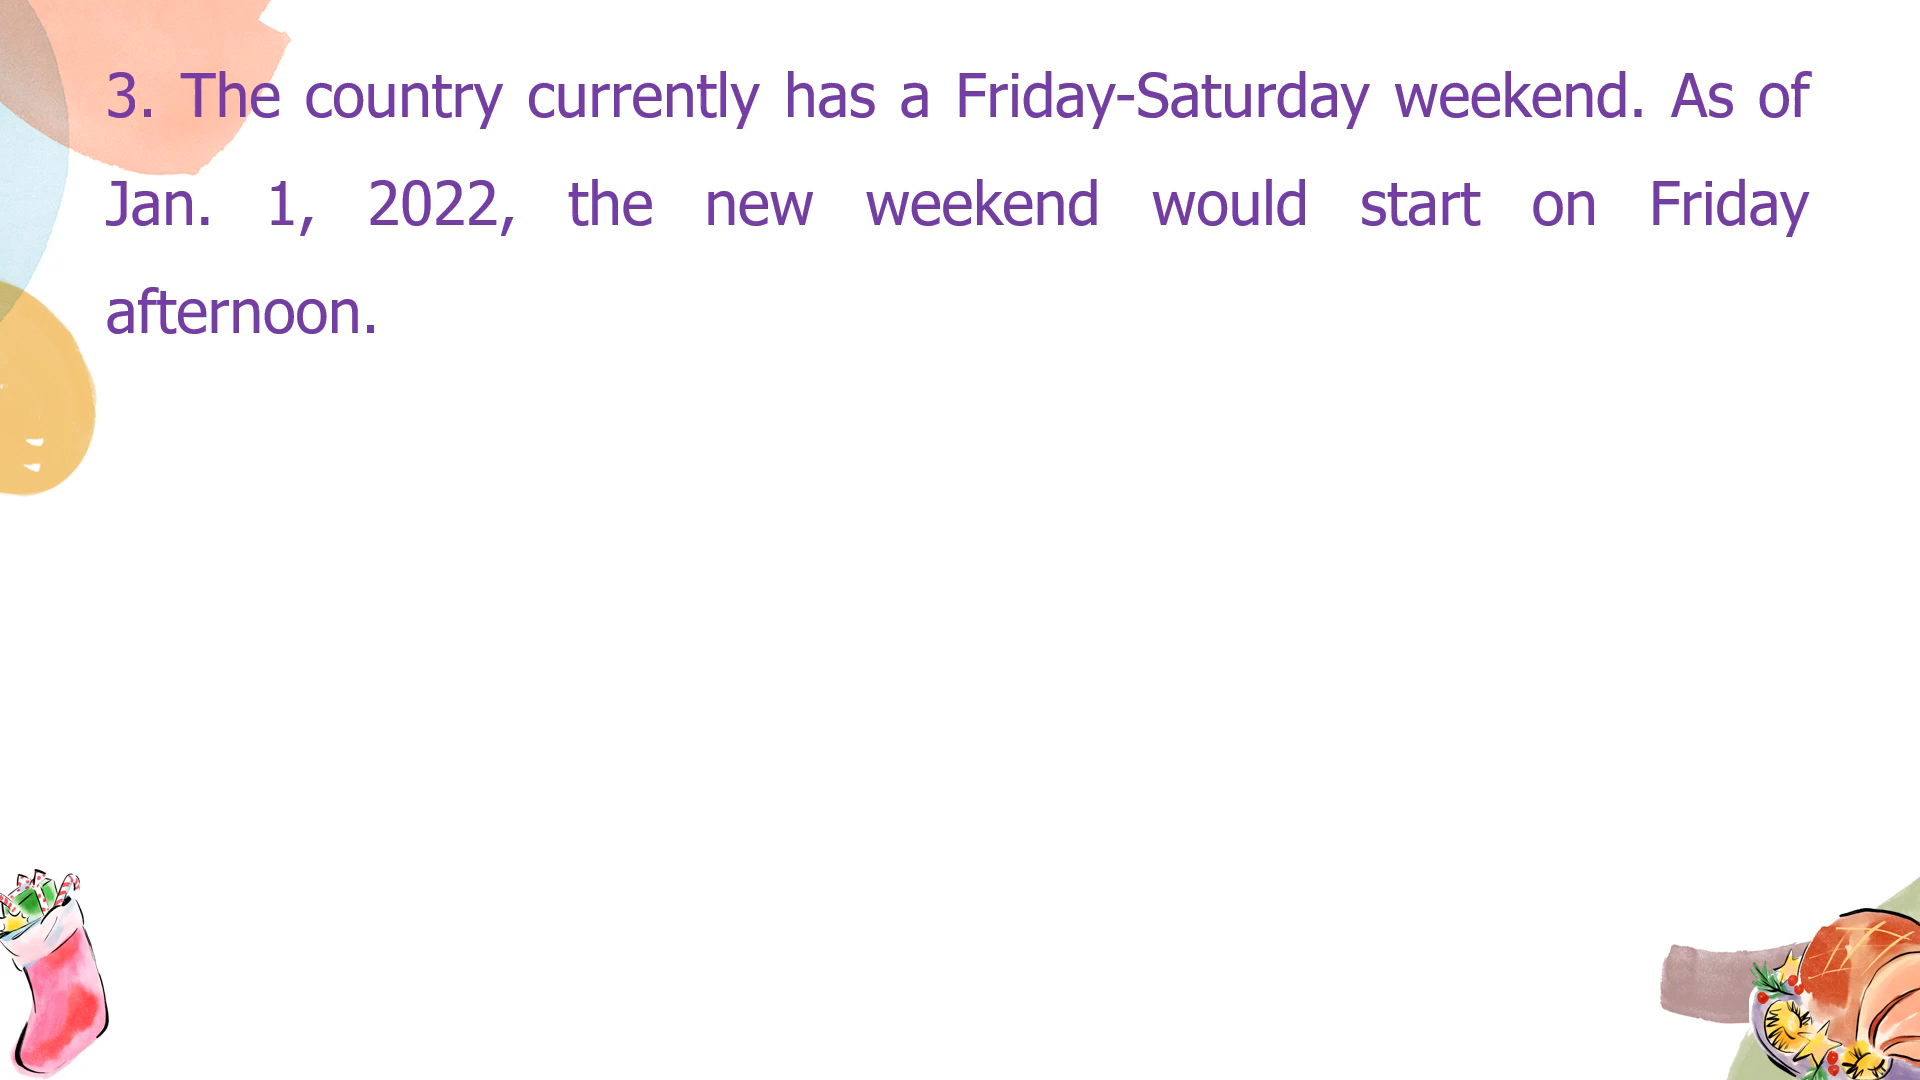 3. The country currently has a Friday-Saturday weekend. As of
Jan. 1, 2022, the new weekend would start on Friday
afternoon.